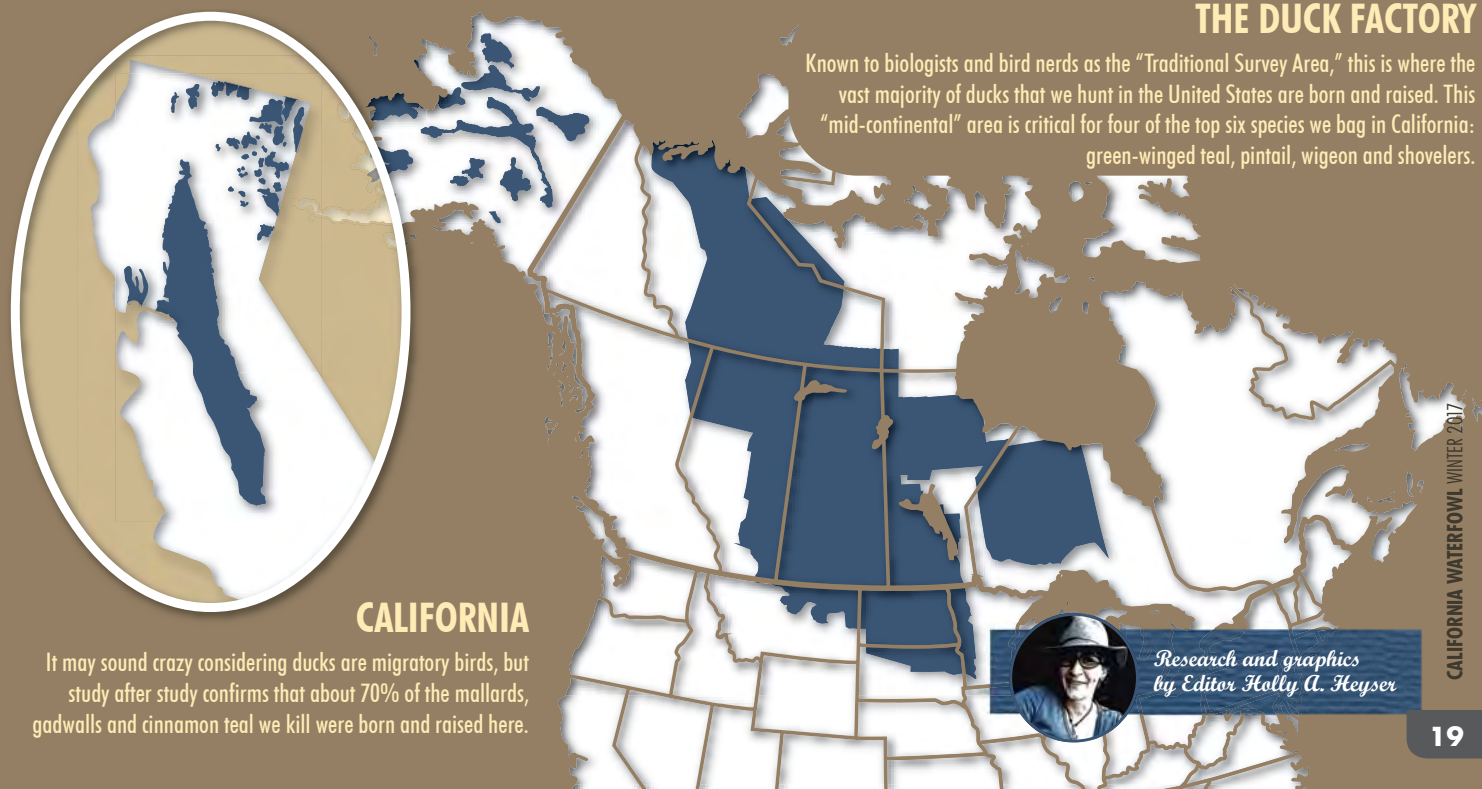 THE DUCK FACTORY
Known to biologists and bird nerds as the “Traditional Survey Area,” this is where the
vast majority of ducks that we hunt in the United States are born and raised. This
“mid-continental” area is critical for four of the top six species we bag in California:
green-winged teal, pintail, wigeon and shovelers.
CALIFORNIA
It may sound crazy considering ducks are migratory birds, but
study after study confirms that about 70% of the mallards,
gadwalls and cinnamon teal we kill were born and raised here.
Research and graphics
by Editor Holly A. Heyser
CALIFORNIA WATERFOWL WINTER 2017
19